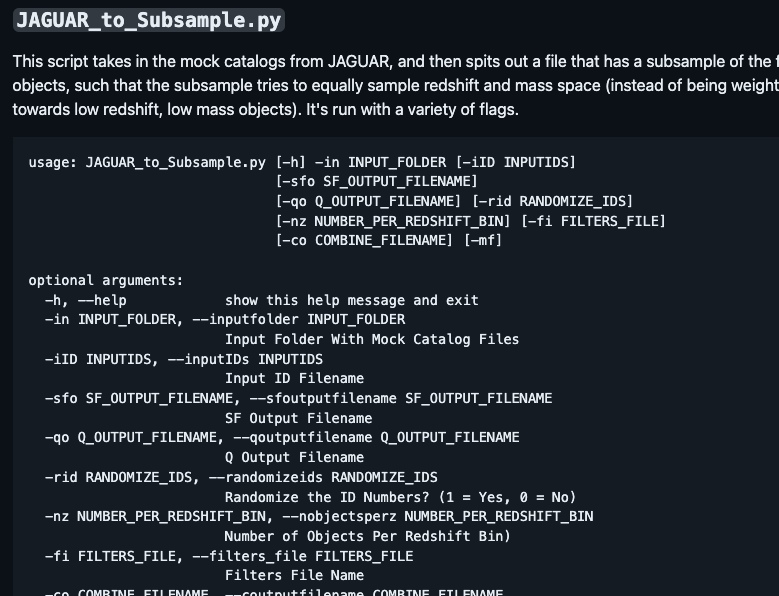 JAGUAR_to_Subsample.py
This script takes in the mock catalogs from JAGUAR, and then spits out a file that has a subsample of the
objects, such that the subsample tries to equally sample redshift and mass space (instead of being weight
towards low redshift, low mass objects). It's run with a variety of flags.
usage: JAGUAR_to_Subsample.py [-h] -in INPUT_FOLDER [-iID INPUTIDS]
[-sfo SF_OUTPUT_FILENAME]
[-qo Q_OUTPUT_FILENAME] [-rid RANDOMIZE_IDS]
[-nz NUMBER_PER_REDSHIFT_BIN] [-fi FILTERS_FILE]
[-co COMBINE_FILENAME] [-mf]
optional arguments:
-h, --help show this help message and exit
-in INPUT_FOLDER, --inputfolder INPUT_FOLDER
Input Folder With Mock Catalog Files
-iID INPUTIDS, --inputIDs INPUTIDS
Input ID Filename
-sfo SF_OUTPUT_FILENAME, --sfoutputfilename SF_OUTPUT_FILENAME
SF Output Filename
-qo Q_OUTPUT_FILENAME, --qoutputfilename Q_OUTPUT_FILENAME
Q Output Filename
-rid RANDOMIZE_IDS, --randomizeids RANDOMIZE_IDS
Randomize the ID Numbers? (1 = Yes, 0 = No)
-nz NUMBER_PER_REDSHIFT_BIN, --nobjectsperz NUMBER_PER_REDSHIFT_BIN
Number of Objects Per Redshift Bin)
-fi FILTERS_FILE, --filters_file FILTERS_FILE
Filters File Name
-co COMBINE_FILENAME, --coutputfilename COMBINE_FILENAME